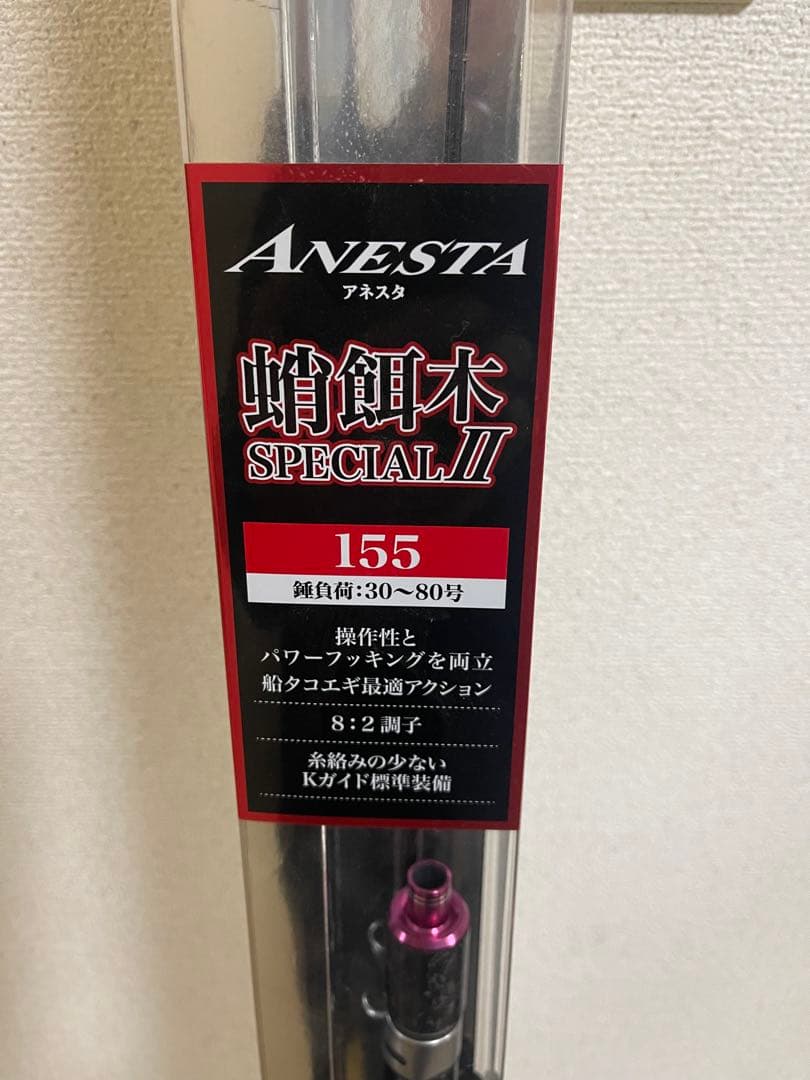 ANESTA
アネスタ
蛸餌木
SPECIAL II
155
錘負荷:30〜80号
操作性と
パワーフッキングを両立
船タコエギ最適アクション
8:2調子
糸絡みの少ない
Kガイド標準装備